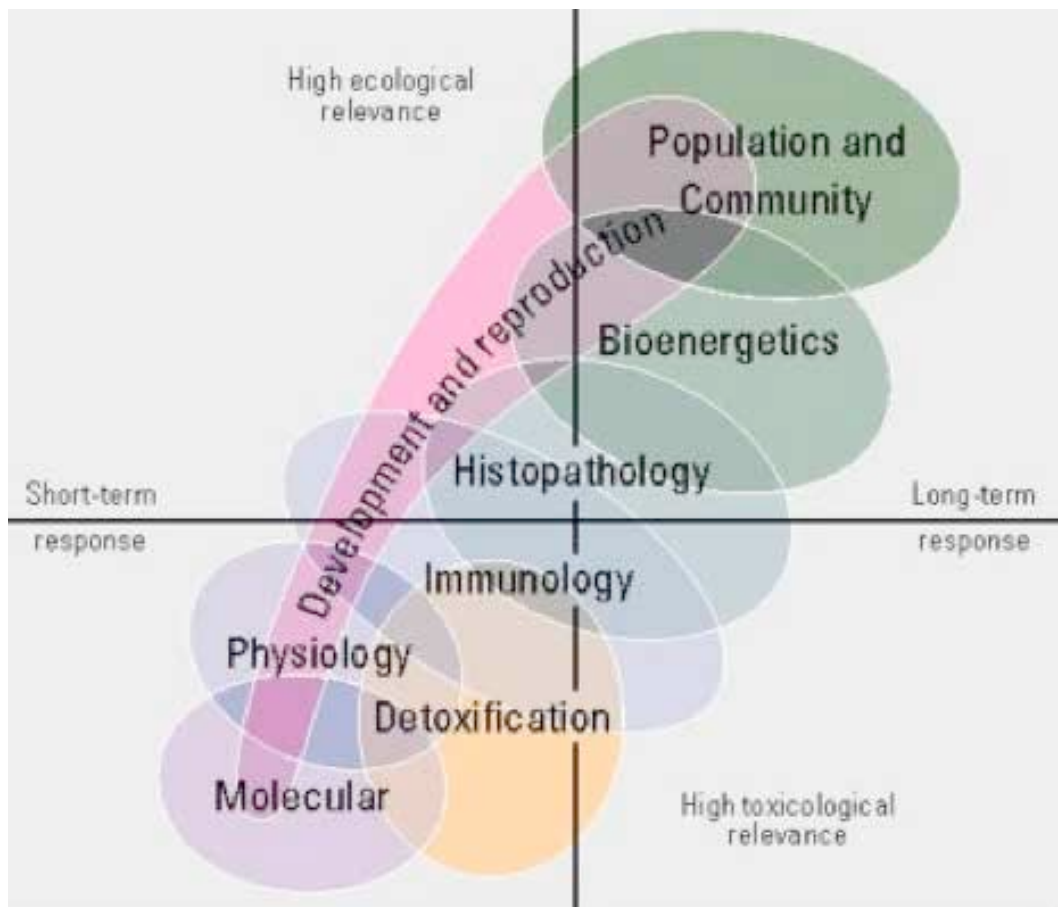 High ecological
relevance
Population and
Community
Development and reproduction
Bioenergetics
Histopathology
Short-term
response
Long-term
response
Immunology
Physiology
Detoxification
Molecular
High toxicological
relevance